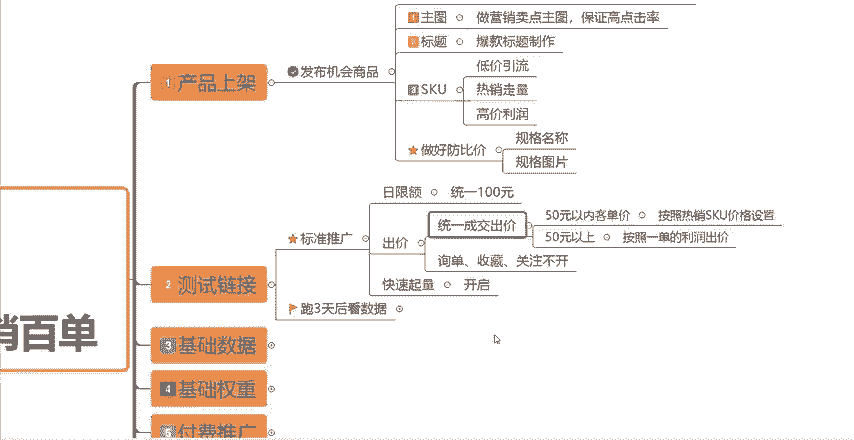 1 主图 做营销卖点主图，保证高点击率
2 标题 爆款标题制作
1 产品上架
发布机会商品
3 SKU
低价引流
热销走量
高价利润
做好防比价
规格名称
规格图片
2 测试链接
标准推广
日限额 统一100元
出价
统一成交出价
50元以内客单价 按照热销SKU价格设置
50元以上 按照一单的利润出价
询单、收藏、关注不开
快速起量 开启
跑3天后看数据
销百单
3 基础数据
4 基础权重
5 付费推广